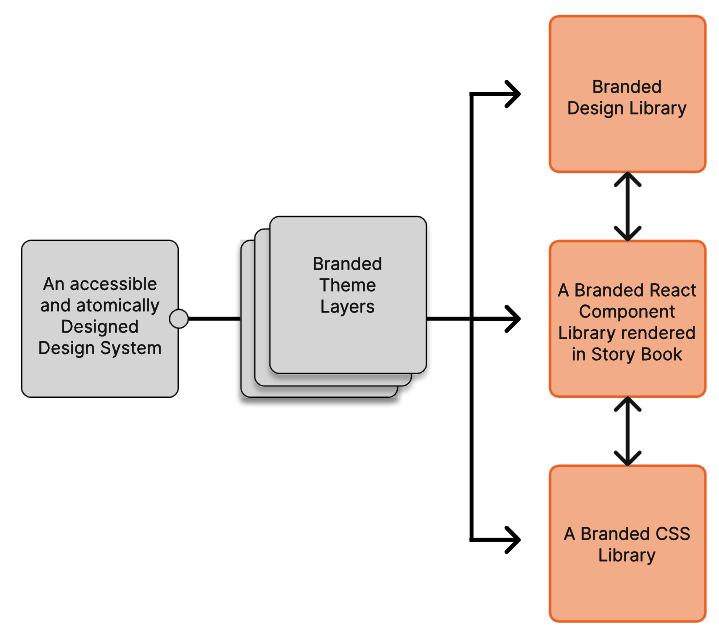 An accessible
and atomically
Designed
Design System
Branded
Theme
Layers
Branded
Design Library
A Branded React
Component
Library rendered
in Story Book
A Branded CSS
Library